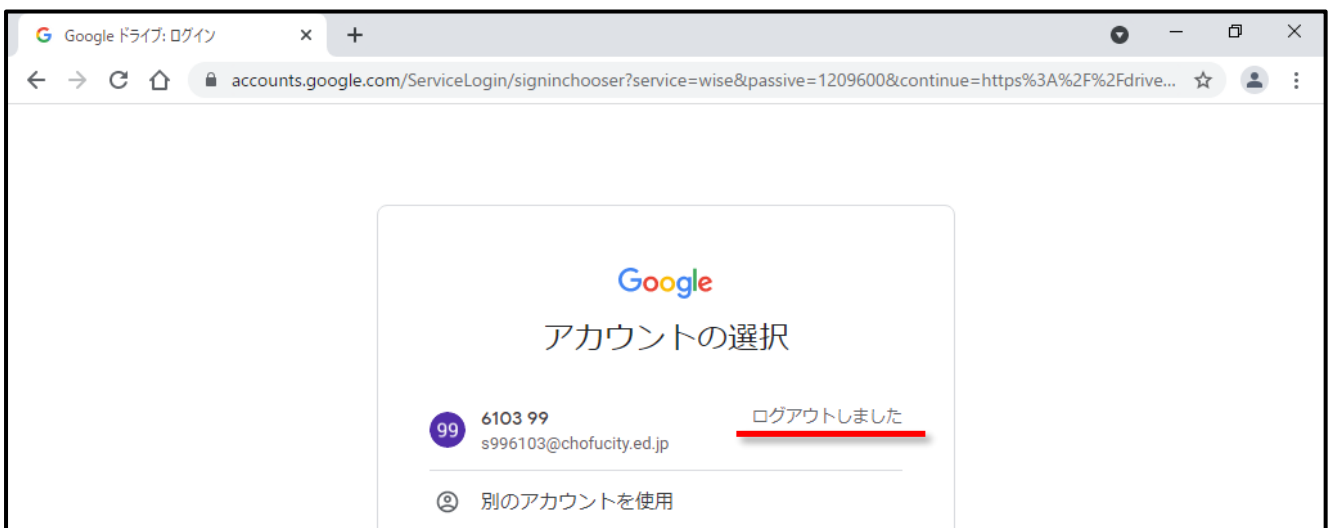 Google ドライブ: ログイン
accounts.google.com/ServiceLogin/signinchooser?service=wise&passive=1209600&continue=https%3A%2F%2Fdrive...
Google
アカウントの選択
99
6103 99
ログアウトしました
s996103@chofucity.ed.jp
別のアカウントを使用